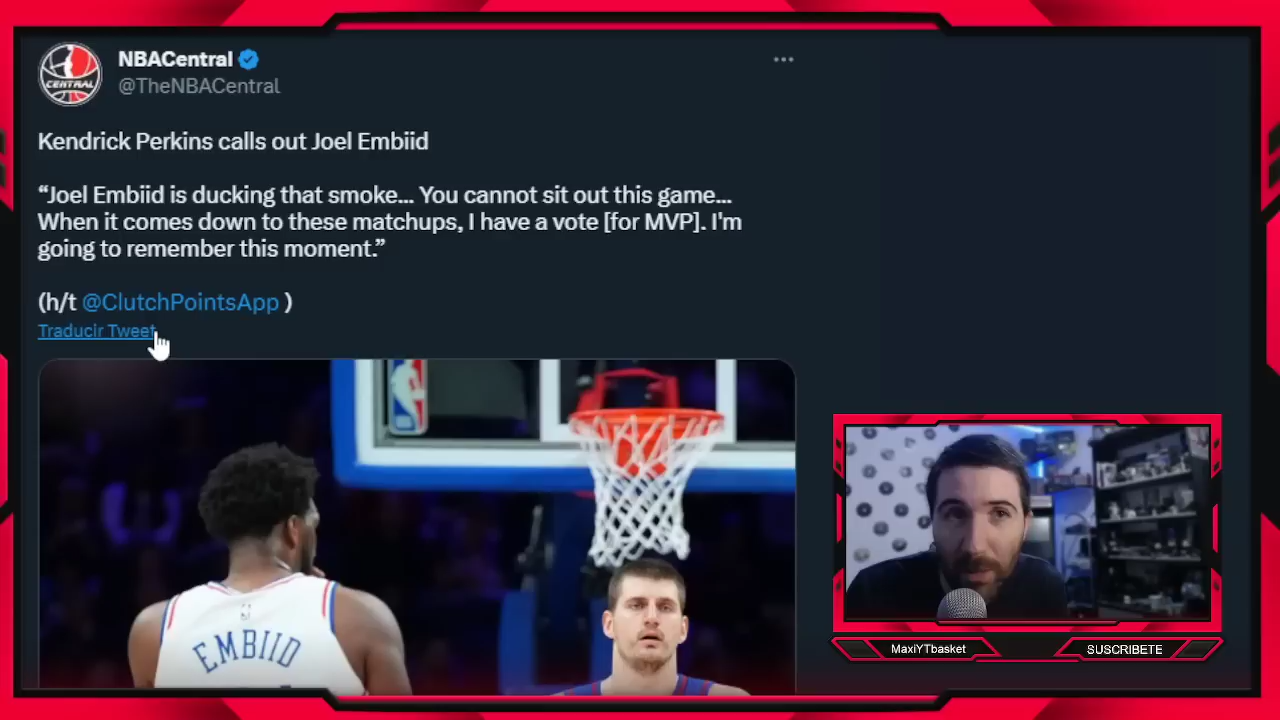 NBACentral
@TheNBACentral
CENTRAL
Kendrick Perkins calls out Joel Embiid
“Joel Embiid is ducking that smoke... You cannot sit out this game...
When it comes down to these matchups, I have a vote [for MVP]. I'm
going to remember this moment.”
(h/t @ClutchPointsApp )
Traducir Tweet
EMBIID
MaxiYTbasket
SUSCRIBETE